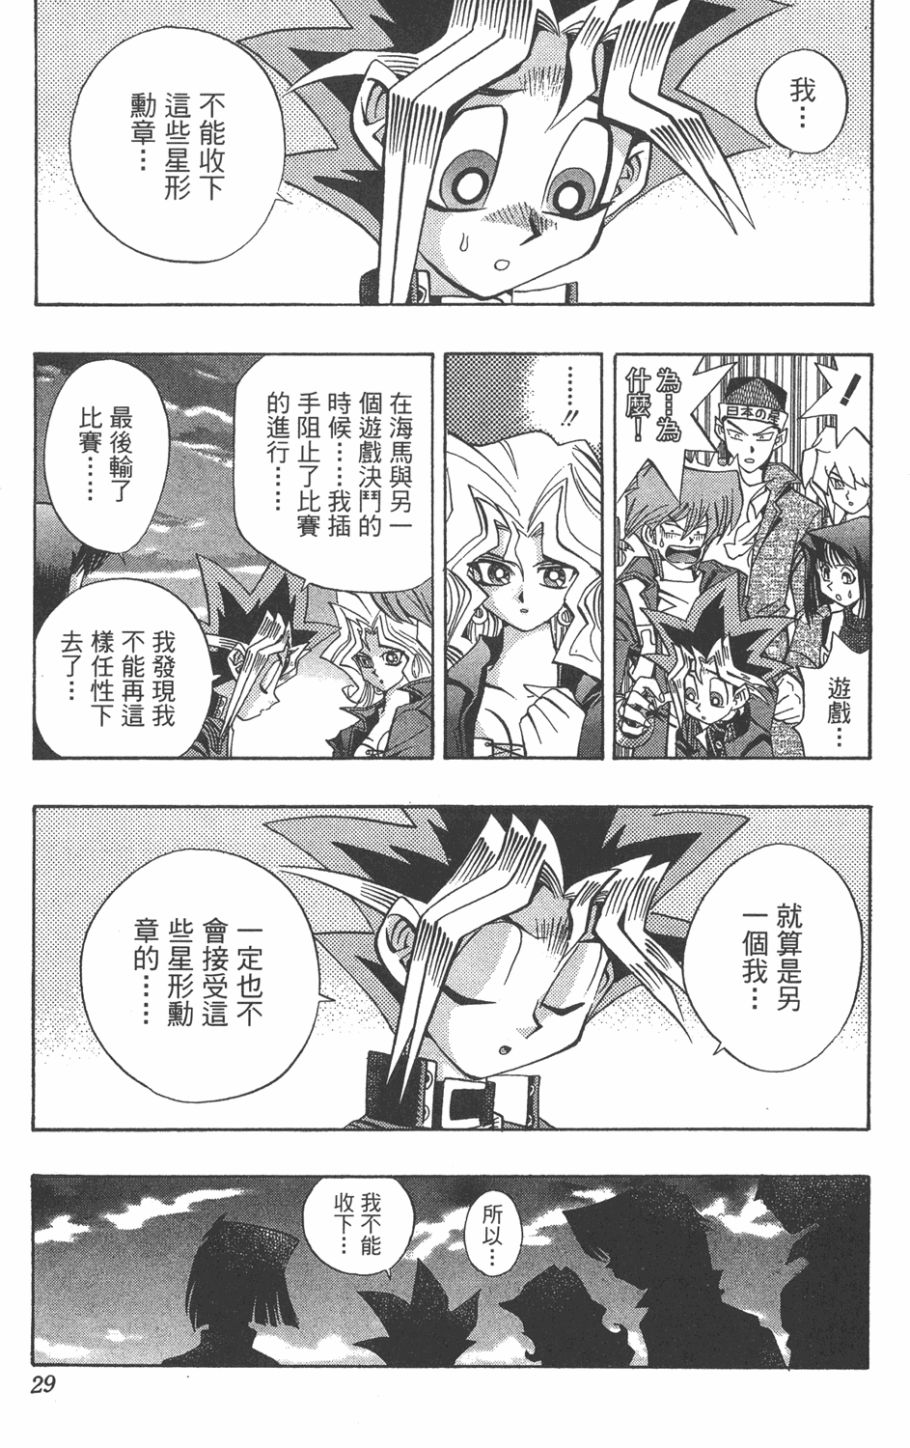 我…
不能收下
這些星形
勳章…
！
為…為
什麼！
日本の
遊戲…
……!!
在海馬與另一
個遊戲決鬥的
時候……我插
手阻止了比賽
的進行……
最後輸了
比賽……
我發現我
不能再這
樣任性下
去了…
就算是另
一個我…
一定也不
會接受這
些星形勳
章的……
所以…
我不能
收下…
29